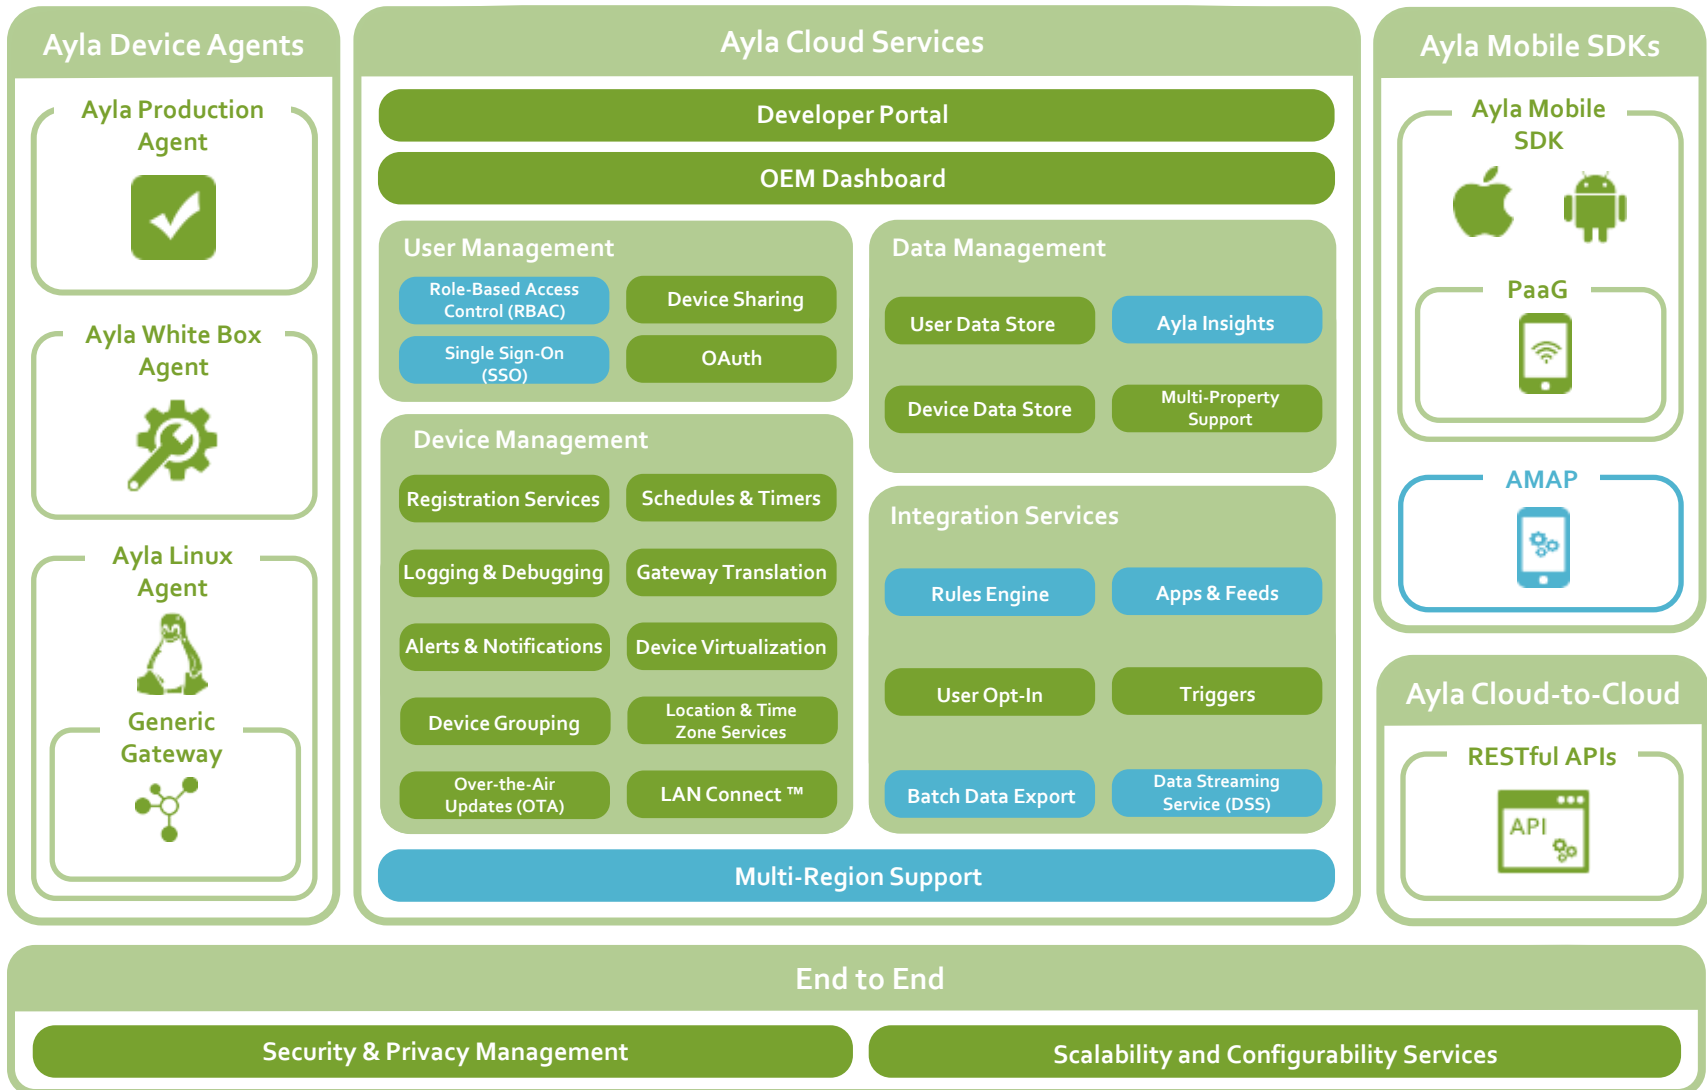 Ayla Device Agents
Ayla Production
Agent
Ayla White Box
Agent
Ayla Linux
Agent
Generic
Gateway
Ayla Cloud Services
Developer Portal
OEM Dashboard
User Management
Role-Based Access
Control (RBAC)
Device Sharing
Single Sign-On
(SSO)
OAuth
Device Management
Registration Services
Schedules & Timers
Logging & Debugging
Gateway Translation
Alerts & Notifications
Device Virtualization
Device Grouping
Location & Time
Zone Services
Over-the-Air
Updates (OTA)
LAN Connect ™
Data Management
User Data Store
Ayla Insights
Device Data Store
Multi-Property
Support
Integration Services
Rules Engine
Apps & Feeds
User Opt-In
Triggers
Batch Data Export
Data Streaming
Service (DSS)
Multi-Region Support
Ayla Mobile SDKs
Ayla Mobile
SDK
PaaG
AMAP
Ayla Cloud-to-Cloud
RESTful APIs
API
End to End
Security & Privacy Management
Scalability and Configurability Services